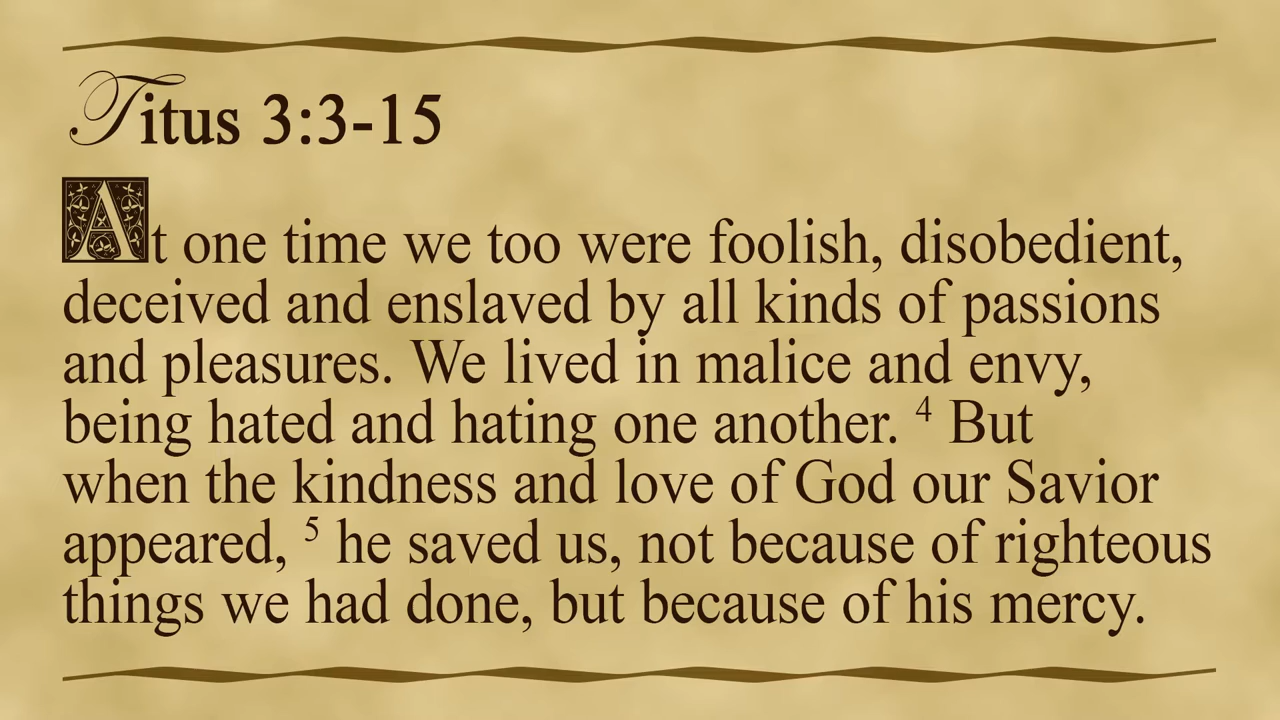 Titus 3:3-15
At one time we too were foolish, disobedient,
deceived and enslaved by all kinds of passions
and pleasures. We lived in malice and envy,
being hated and hating one another. 4 But
when the kindness and love of God our Savior
appeared, 5 he saved us, not because of righteous
things we had done, but because of his mercy.